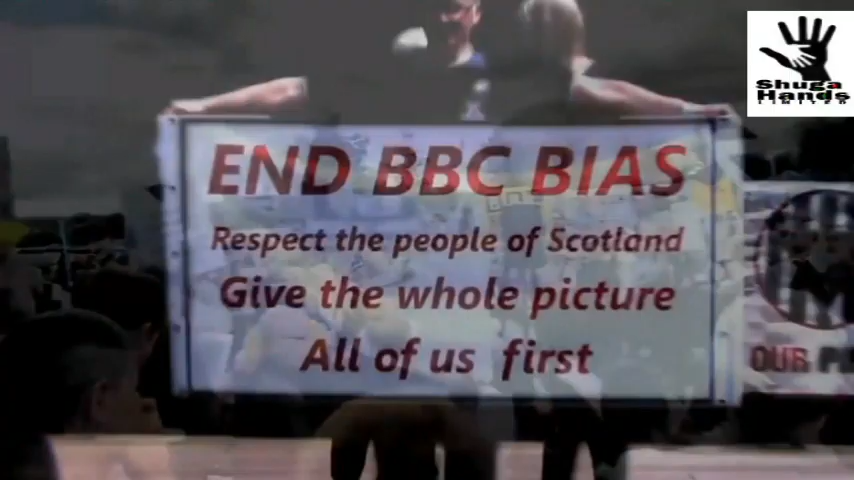 Shuga
Hands
LIMITED
END BBC BIAS
Respect the people of Scotland
Give the whole picture
All of us first
OUR